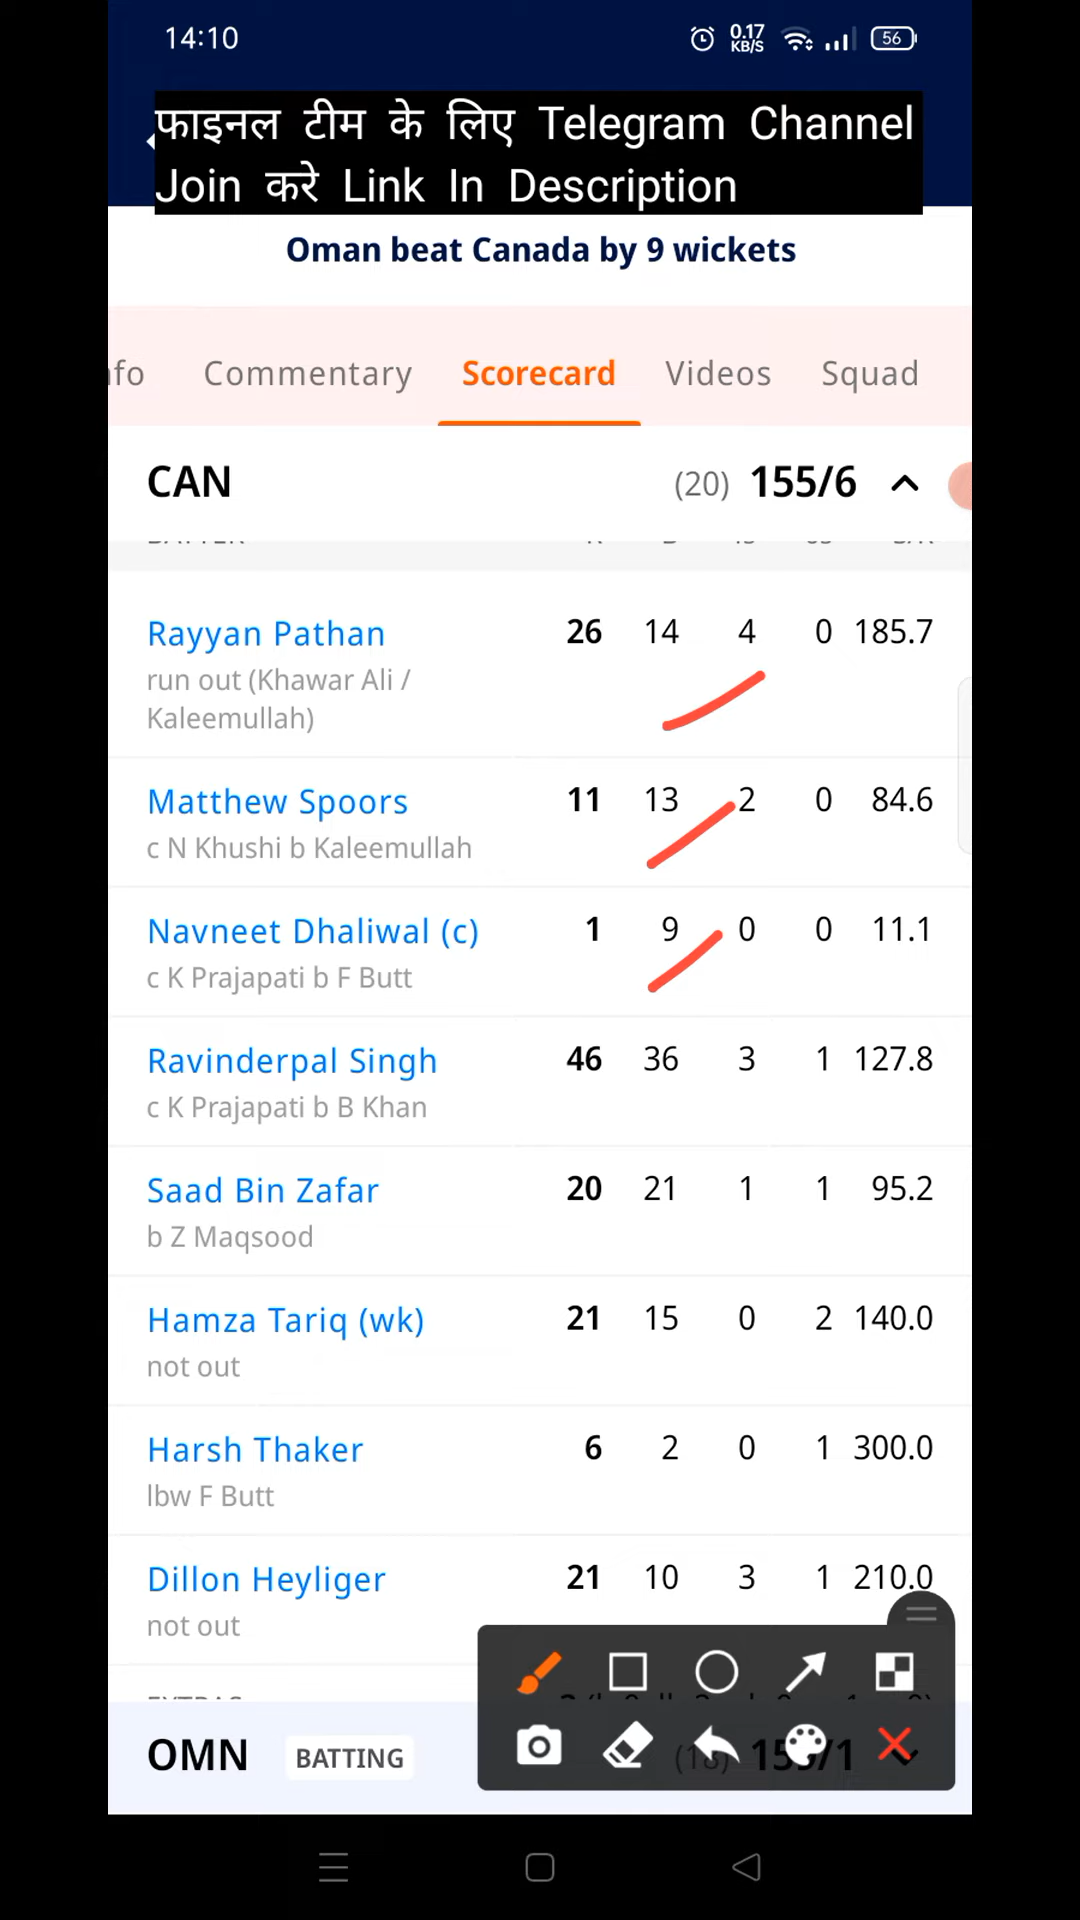 14:10
0.17
KB/S
56
फाइनल टीम के लिए Telegram Channel
Join करे Link In Description
Oman beat Canada by 9 wickets
nfo Commentary Scorecard Videos Squad
CAN (20) 155/6
Rayyan Pathan 26 14 4 0 185.7
run out (Khawar Ali /
Kaleemullah)
Matthew Spoors 11 13 2 0 84.6
c N Khushi b Kaleemullah
Navneet Dhaliwal (c) 1 9 0 0 11.1
c K Prajapati b F Butt
Ravinderpal Singh 46 36 3 1 127.8
c K Prajapati b B Khan
Saad Bin Zafar 20 21 1 1 95.2
b Z Maqsood
Hamza Tariq (wk) 21 15 0 2 140.0
not out
Harsh Thaker 6 2 0 1 300.0
lbw F Butt
Dillon Heyliger 21 10 3 1 210.0
not out
OMN BATTING (18) 159/1